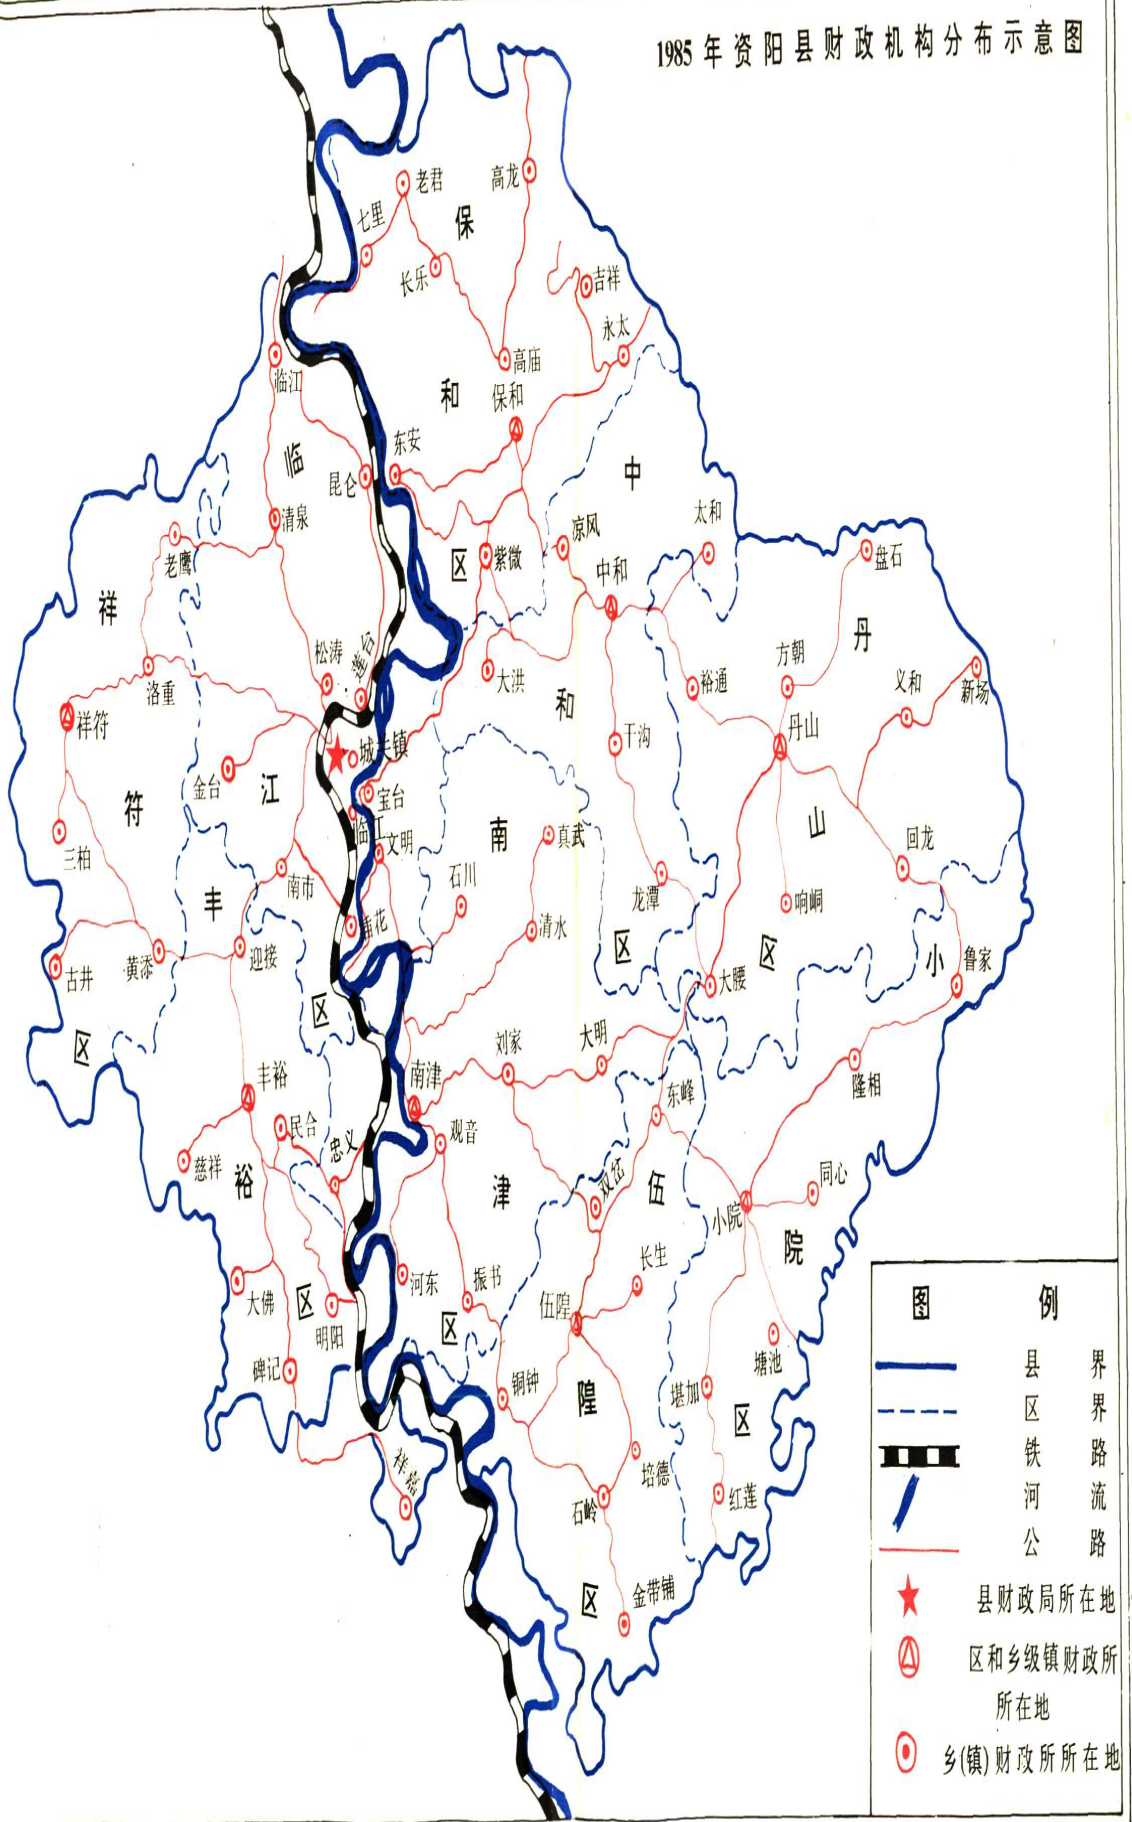 1985年资阳县财政机构分布示意图
老君
高龙
七里
保
长乐
吉祥
永太
高庙
临江
和
保和
东安
临
中
昆仑
清泉
凉风
太和
老鹰
区
紫微
中和
盘石
祥
丹
松涛
莲台
方朝
洛重
大洪
裕通
义和
新场
祥符
和
干沟
丹山
城关镇
金台
江
宝台
符
临江
文明
南
真武
山
三柏
回龙
南市
石川
龙潭
响峒
丰
清水
迎接
区
区
小
鲁家
古井
黄添
大腰
区
区
刘家
大明
丰裕
南津
隆相
东峰
民合
忠义
观音
慈祥
裕
津
双岔
伍
同心
小院
院
长生
大佛
区
河东
振书
伍隍
明阳
区
塘池
碑记
铜钟
隍
堪加
区
祥嘉
培德
石岭
红莲
区
金带铺
图例
县界
区界
铁路
河流
公路
县财政局所在地
区和乡级镇财政所
所在地
乡(镇)财政所所在地